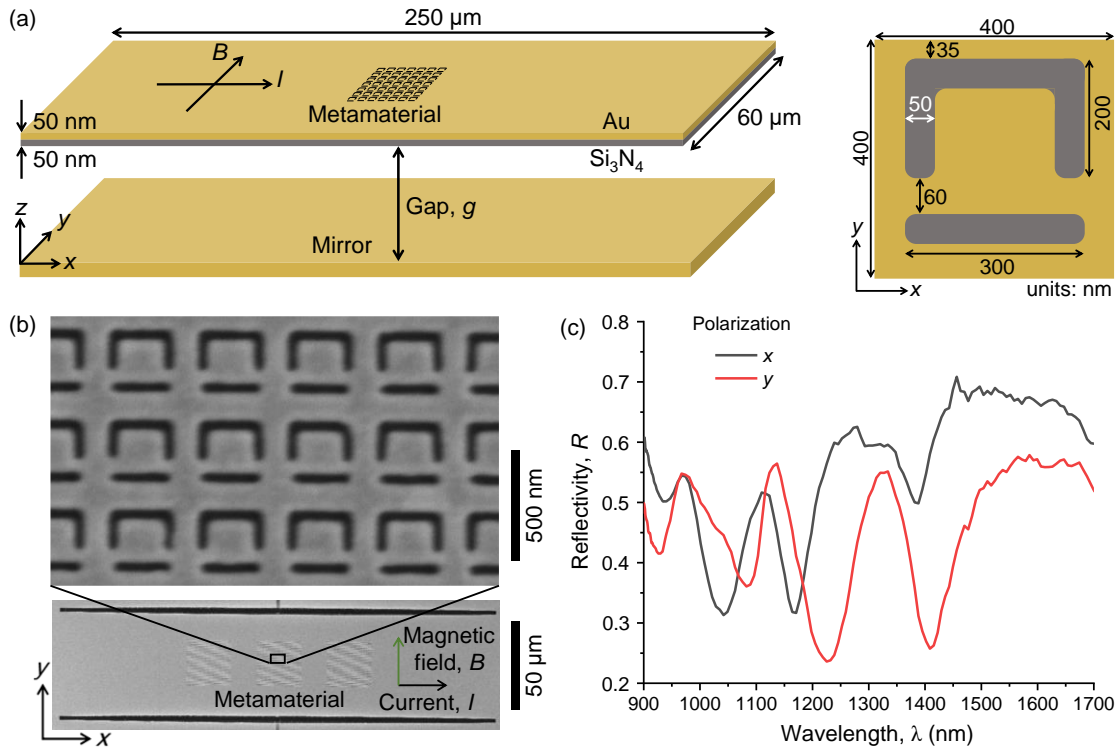 (a)
250 μm
B
I
Metamaterial
50 nm
Au
60 μm
50 nm
Si3N4
z
y
x
Gap, g
Mirror
400
35
50
200
400
60
300
y
x
units: nm
(b)
500 nm
Magnetic
field, B
Metamaterial
Current, I
50 μm
y
x
(c)
0.8
0.7
0.6
0.5
0.4
0.3
0.2
Reflectivity, R
Polarization
x
y
900 1000 1100 1200 1300 1400 1500 1600 1700
Wavelength, λ (nm)